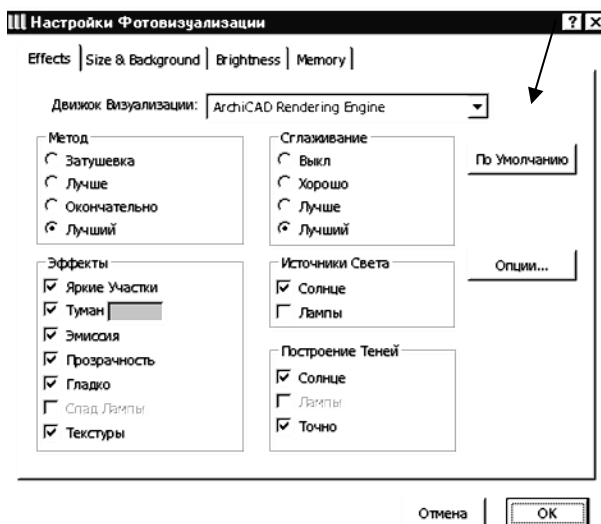 Настройки Фотовизуализации
Effects Size & Background Brightness Memory
Движок Визуализации: ArchiCAD Rendering Engine
Метод
Затушевка
Лучше
Окончательно
Лучший
Сглаживание
Выкл
Хорошо
Лучше
Лучший
По Умолчанию
Эффекты
Яркие Участки
Туман
Эмиссия
Прозрачность
Гладко
Спад Лампы
Текстуры
Источники Света
Солнце
Лампы
Опции...
Построение Теней
Солнце
Лампы
Точно
Отмена OK